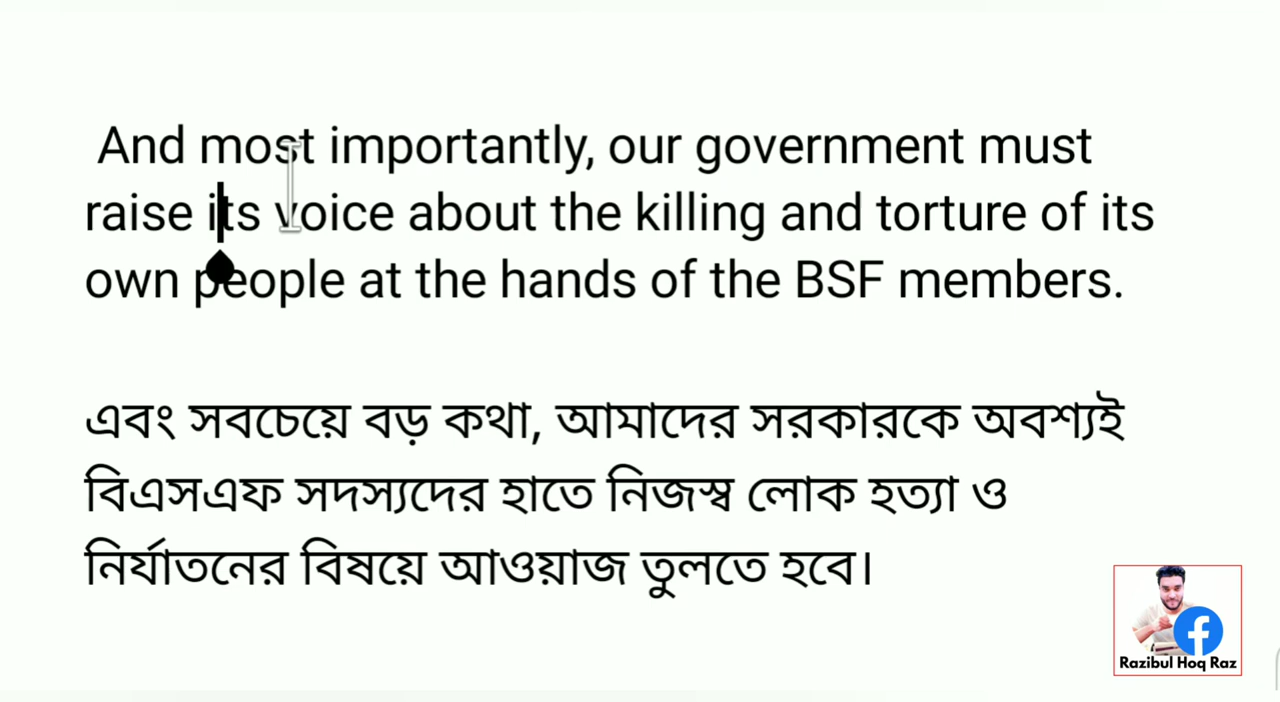 And most importantly, our government must
raise its voice about the killing and torture of its
own people at the hands of the BSF members.
এবং সবচেয়ে বড় কথা, আমাদের সরকারকে অবশ্যই
বিএসএফ সদস্যদের হাতে নিজস্ব লোক হত্যা ও
নির্যাতনের বিষয়ে আওয়াজ তুলতে হবে।
Razibul Hoq Raz